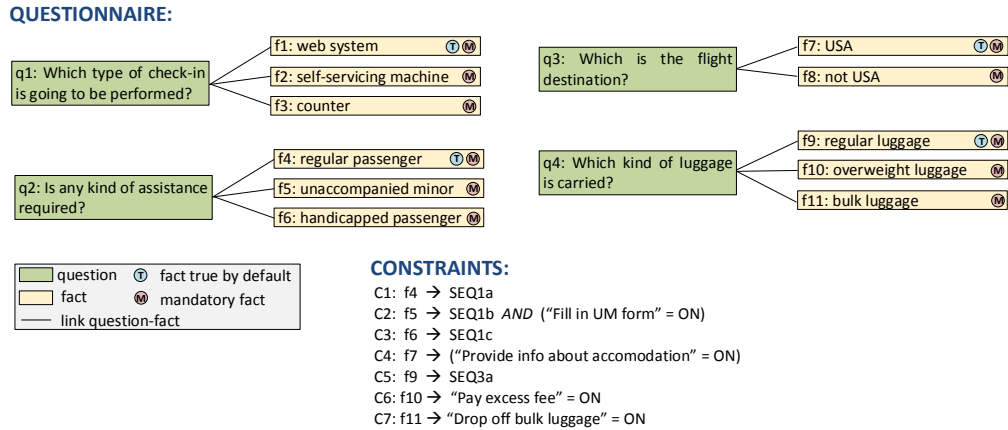 QUESTIONNAIRE:
q1: Which type of check-in
is going to be performed?
f1: web system T M
f2: self-servicing machine M
f3: counter M
q3: Which is the flight
destination?
f7: USA T M
f8: not USA M
q2: Is any kind of assistance
required?
f4: regular passenger T M
f5: unaccompanied minor M
f6: handicapped passenger M
q4: Which kind of luggage
is carried?
f9: regular luggage T M
f10: overweight luggage M
f11: bulk luggage M
question T fact true by default
fact M mandatory fact
link question-fact
CONSTRAINTS:
C1: f4 → SEQ1a
C2: f5 → SEQ1b AND (“Fill in UM form” = ON)
C3: f6 → SEQ1c
C4: f7 → (“Provide info about accomodation” = ON)
C5: f9 → SEQ3a
C6: f10 → “Pay excess fee” = ON
C7: f11 → “Drop off bulk luggage” = ON